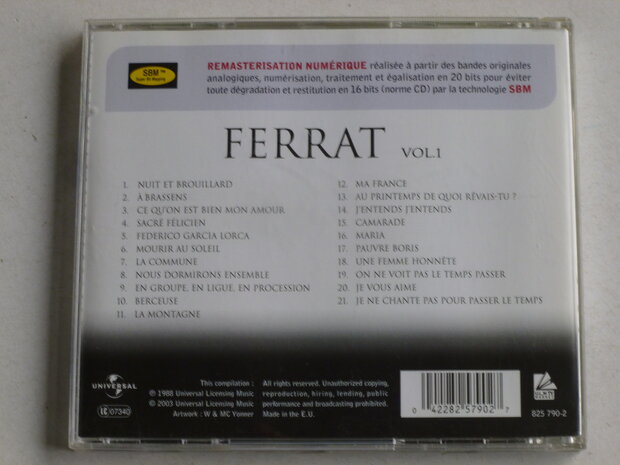 SBM™
Super Bit Mapping
REMASTERISATION NUMÉRIQUE réalisée à partir des bandes originales
analogiques, numérisation, traitement et égalisation en 20 bits pour éviter
toute dégradation et restitution en 16 bits (norme CD) par la technologie SBM
FERRAT VOL.1
1. NUIT ET BROUILLARD
2. À BRASSENS
3. CE QU'ON EST BIEN MON AMOUR
4. SACRÉ FÉLICIEN
5. FEDERICO GARCIA LORCA
6. MOURIR AU SOLEIL
7. LA COMMUNE
8. NOUS DORMIRONS ENSEMBLE
9. EN GROUPE, EN LIGUE, EN PROCESSION
10. BERCEUSE
11. LA MONTAGNE
12. MA FRANCE
13. AU PRINTEMPS DE QUOI RÊVAIS-TU ?
14. J'ENTENDS J'ENTENDS
15. CAMARADE
16. MARIA
17. PAUVRE BORIS
18. UNE FEMME HONNÊTE
19. ON NE VOIT PAS LE TEMPS PASSER
20. JE VOUS AIME
21. JE NE CHANTE PAS POUR PASSER LE TEMPS
UNIVERSAL
LC 07340
This compilation :
℗ 1988 Universal Licensing Music
© 2003 Universal Licensing Music
Artwork : W & MC Yonner
All rights reserved. Unauthorized copying,
reproduction, hiring, lending, public
performance and broadcasting prohibited.
Made in the E.U.
0 42282 57902 7
825 790-2